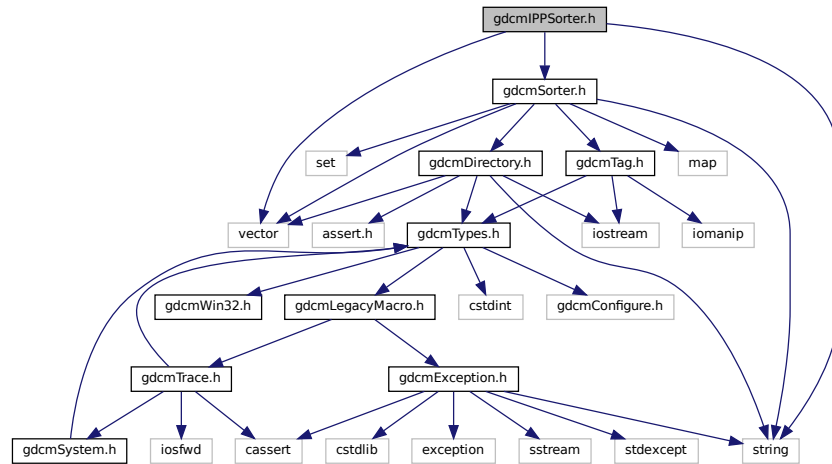 gdcmIPPSorter.h
gdcmSorter.h
set
gdcmDirectory.h
gdcmTag.h
map
vector
assert.h
gdcmTypes.h
iostream
iomanip
gdcmWin32.h
gdcmLegacyMacro.h
cstdint
gdcmConfigure.h
gdcmTrace.h
gdcmException.h
gdcmSystem.h
iosfwd
cassert
cstdlib
exception
sstream
stdexcept
string